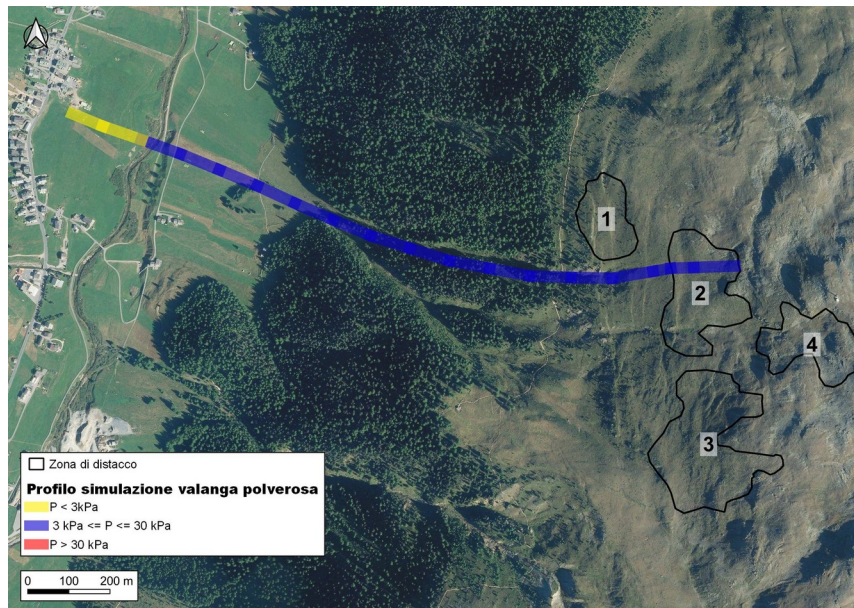 1
2
4
3
Zona di distacco
Profilo simulazione valanga polverosa
P < 3kPa
3 kPa <= P <= 30 kPa
P > 30 kPa
0 100 200 m